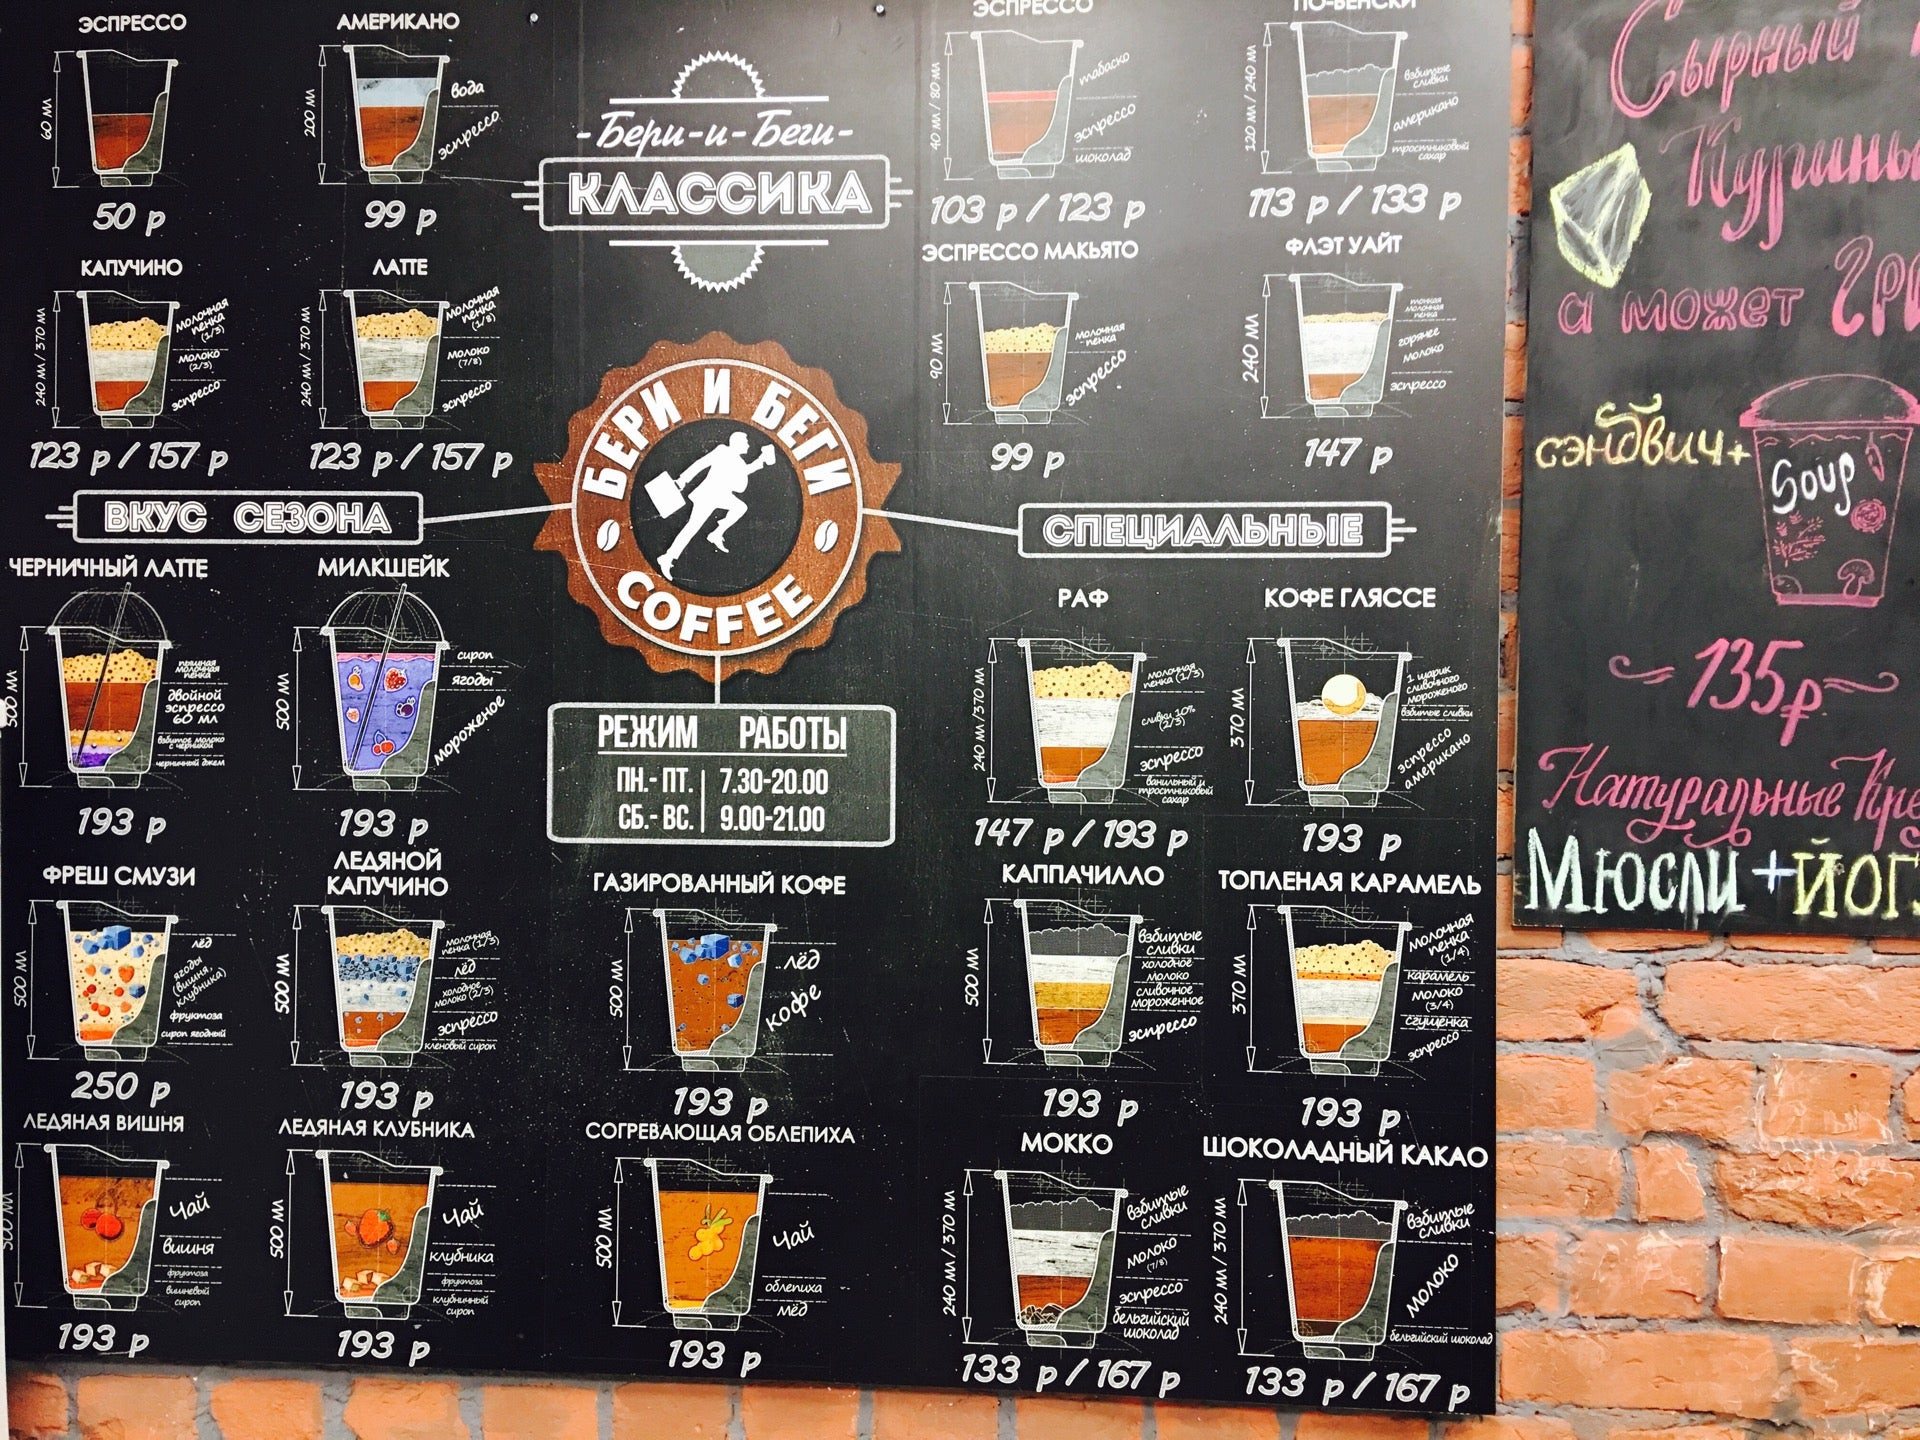 ЭСПРЕССО
60 мл
50 р
АМЕРИКАНО
200 мл
вода
эспрессо
99 р
-Бери-и-Беги-
КЛАССИКА
ЭСПРЕССО
40 мл / 80 мл
табаско
эспрессо
шоколад
103 р / 123 р
ПО-ВЕНСКИ
120 мл / 240 мл
взбитые
сливки
американо
тростниковый
сахар
113 р / 133 р
КАПУЧИНО
240 мл / 370 мл
молочная
пенка
(1/3)
молоко
(2/3)
эспрессо
123 р / 157 р
ЛАТТЕ
240 мл / 370 мл
молочная
пенка
(1/8)
молоко
(7/8)
эспрессо
123 р / 157 р
ЭСПРЕССО МАКЬЯТО
90 мл
молочная
пенка
эспрессо
99 р
ФЛЭТ УАЙТ
240 мл
тонкая
молочная
пенка
горячее
молоко
эспрессо
147 р
БЕРИ И БЕГИ
COFFEE
ВКУС СЕЗОНА
СПЕЦИАЛЬНЫЕ
РЕЖИМ РАБОТЫ
ПН.- ПТ. 7.30-20.00
СБ.- ВС. 9.00-21.00
ЧЕРНИЧНЫЙ ЛАТТЕ
500 мл
пышная
молочная
пенка
двойной
эспрессо
60 мл
взбитое молоко
с черникой
черничный джем
193 р
МИЛКШЕЙК
500 мл
сироп
ягоды
мороженое
193 р
РАФ
240 мл/370 мл
молочная
пенка (1/3)
сливки 10%
(2/3)
эспрессо
ванильный и
тростниковый
сахар
147 р / 193 р
КОФЕ ГЛЯССЕ
370 мл
1 шарик
сливочного
мороженого
взбитые сливки
эспрессо
американо
193 р
ФРЕШ СМУЗИ
500 мл
лёд
ягоды
(вишня,
клубника)
фруктоза
сироп ягодный
250 р
ЛЕДЯНОЙ
КАПУЧИНО
500 мл
молочная
пенка (1/3)
лёд
холодное
молоко (2/3)
эспрессо
кленовый сироп
193 р
ГАЗИРОВАННЫЙ КОФЕ
500 мл
лёд
кофе
193 р
КАППАЧИЛЛО
500 мл
взбитые
сливки
холодное
молоко
сливочное
мороженное
эспрессо
193 р
ТОПЛЕНАЯ КАРАМЕЛЬ
370 мл
молочная
пенка
(1/4)
карамель
молоко
(3/4)
сгущенка
эспрессо
193 р
ЛЕДЯНАЯ ВИШНЯ
500 мл
Чай
вишня
фруктоза
вишневый
сироп
193 р
ЛЕДЯНАЯ КЛУБНИКА
500 мл
Чай
клубника
фруктоза
клубничный
сироп
193 р
СОГРЕВАЮЩАЯ ОБЛЕПИХА
500 мл
Чай
облепиха
мёд
193 р
МОККО
240 мл / 370 мл
взбитые
сливки
молоко
(7/8)
эспрессо
бельгийский
шоколад
133 р / 167 р
ШОКОЛАДНЫЙ КАКАО
240 мл / 370 мл
взбитые
сливки
молоко
бельгийский шоколад
133 р / 167 р
Сырный
а может
сэндвич+
Soup
135₽
Натуральные
Мюсли +